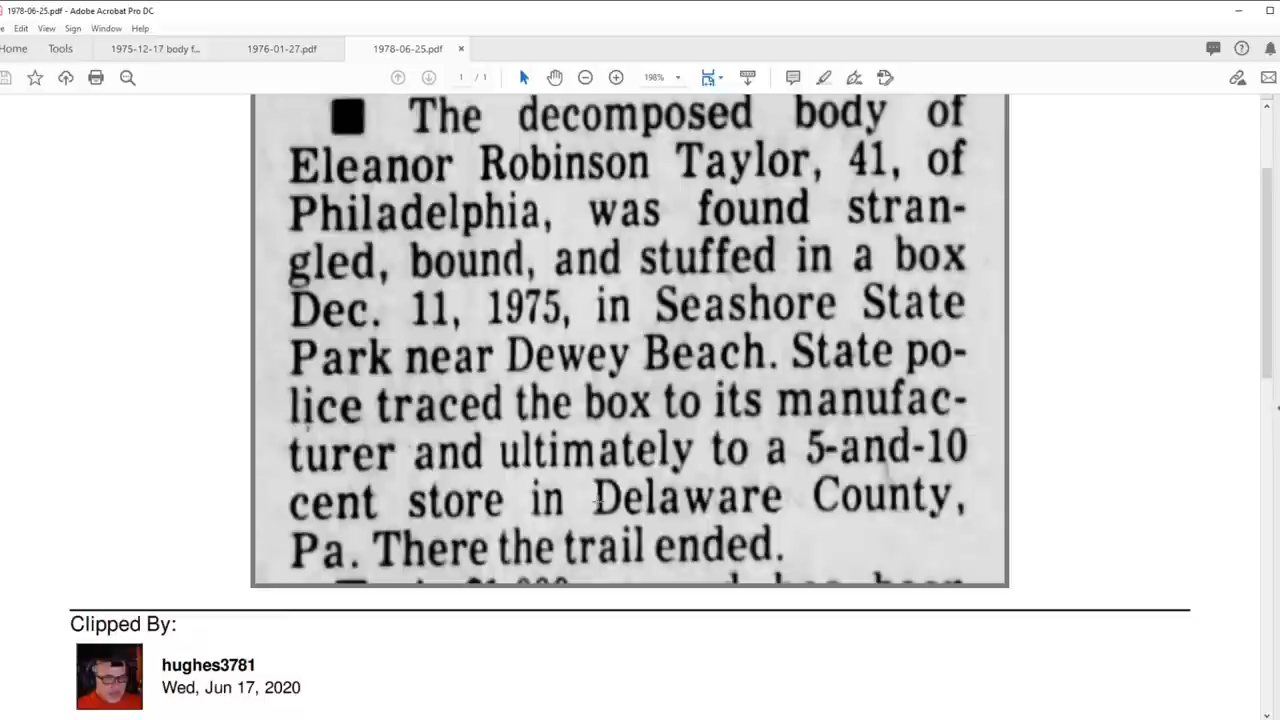 1978-06-25.pdf - Adobe Acrobat Pro DC
Edit View Sign Window Help
Home Tools 1975-12-17 body f... 1976-01-27.pdf 1978-06-25.pdf ×
1 / 1 198%
■ The decomposed body of
Eleanor Robinson Taylor, 41, of
Philadelphia, was found stran-
gled, bound, and stuffed in a box
Dec. 11, 1975, in Seashore State
Park near Dewey Beach. State po-
lice traced the box to its manufac-
turer and ultimately to a 5-and-10
cent store in Delaware County,
Pa. There the trail ended.
Clipped By:
hughes3781
Wed, Jun 17, 2020